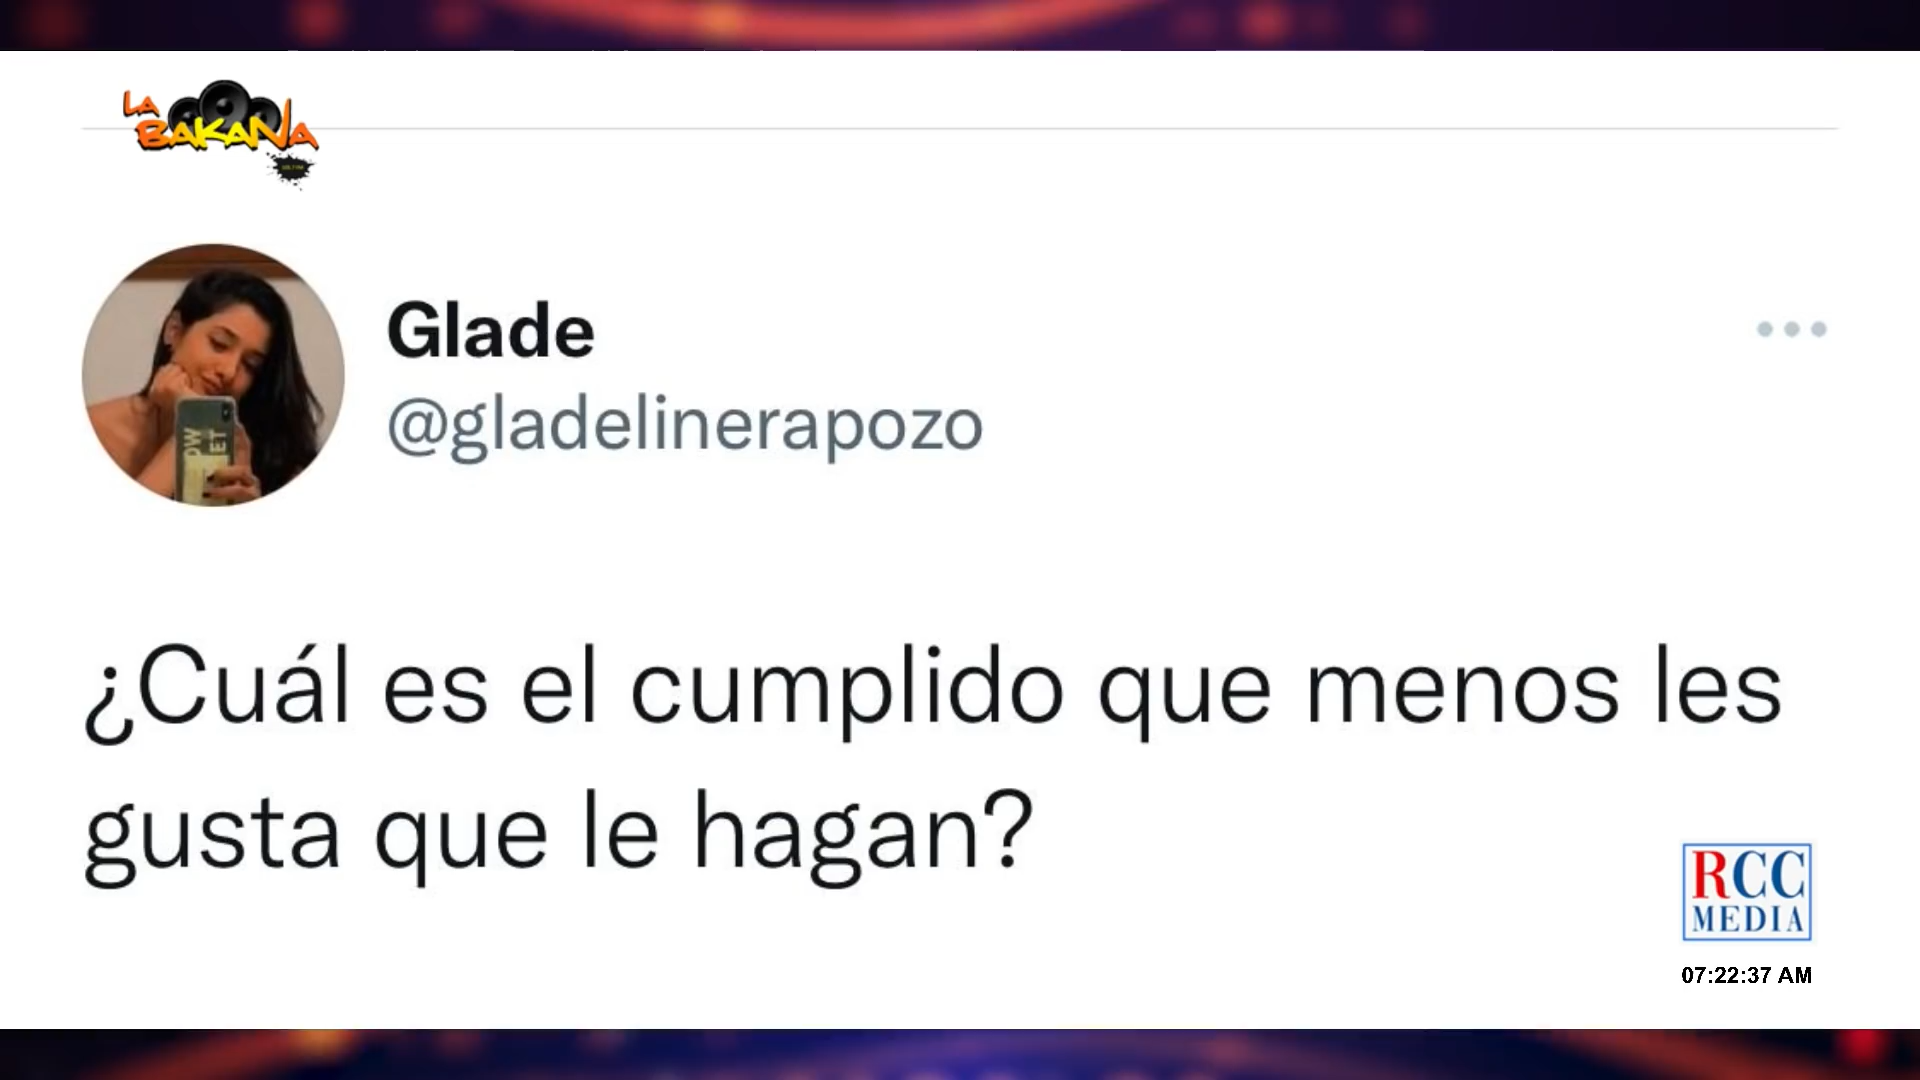 LA
BAKANA
Glade
@gladelinerapozo
¿Cuál es el cumplido que menos les
gusta que le hagan?
RCC
MEDIA
07:22:37 AM